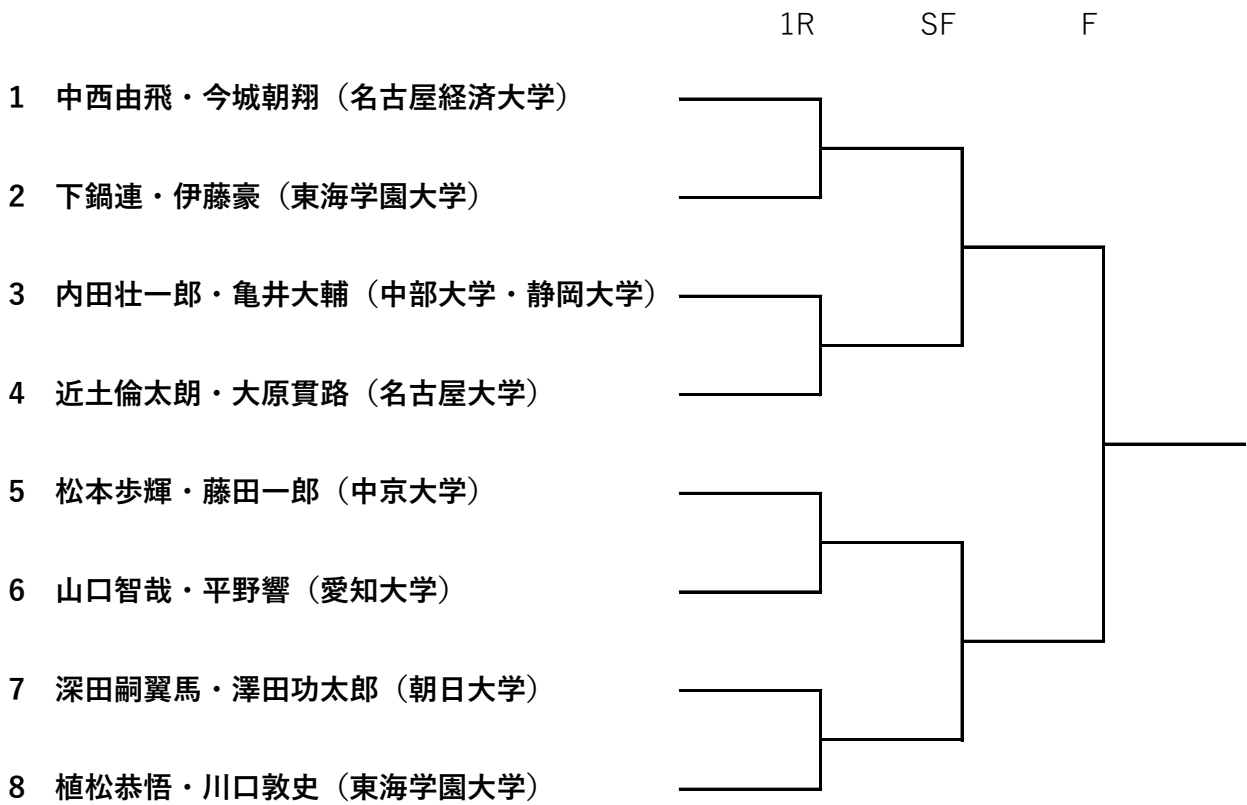 1R SF F
1 中西由飛・今城朝翔（名古屋経済大学）
2 下鍋連・伊藤豪（東海学園大学）
3 内田壮一郎・亀井大輔（中部大学・静岡大学）
4 近土倫太朗・大原貫路（名古屋大学）
5 松本歩輝・藤田一郎（中京大学）
6 山口智哉・平野響（愛知大学）
7 深田嗣翼馬・澤田功太郎（朝日大学）
8 植松恭悟・川口敦史（東海学園大学）